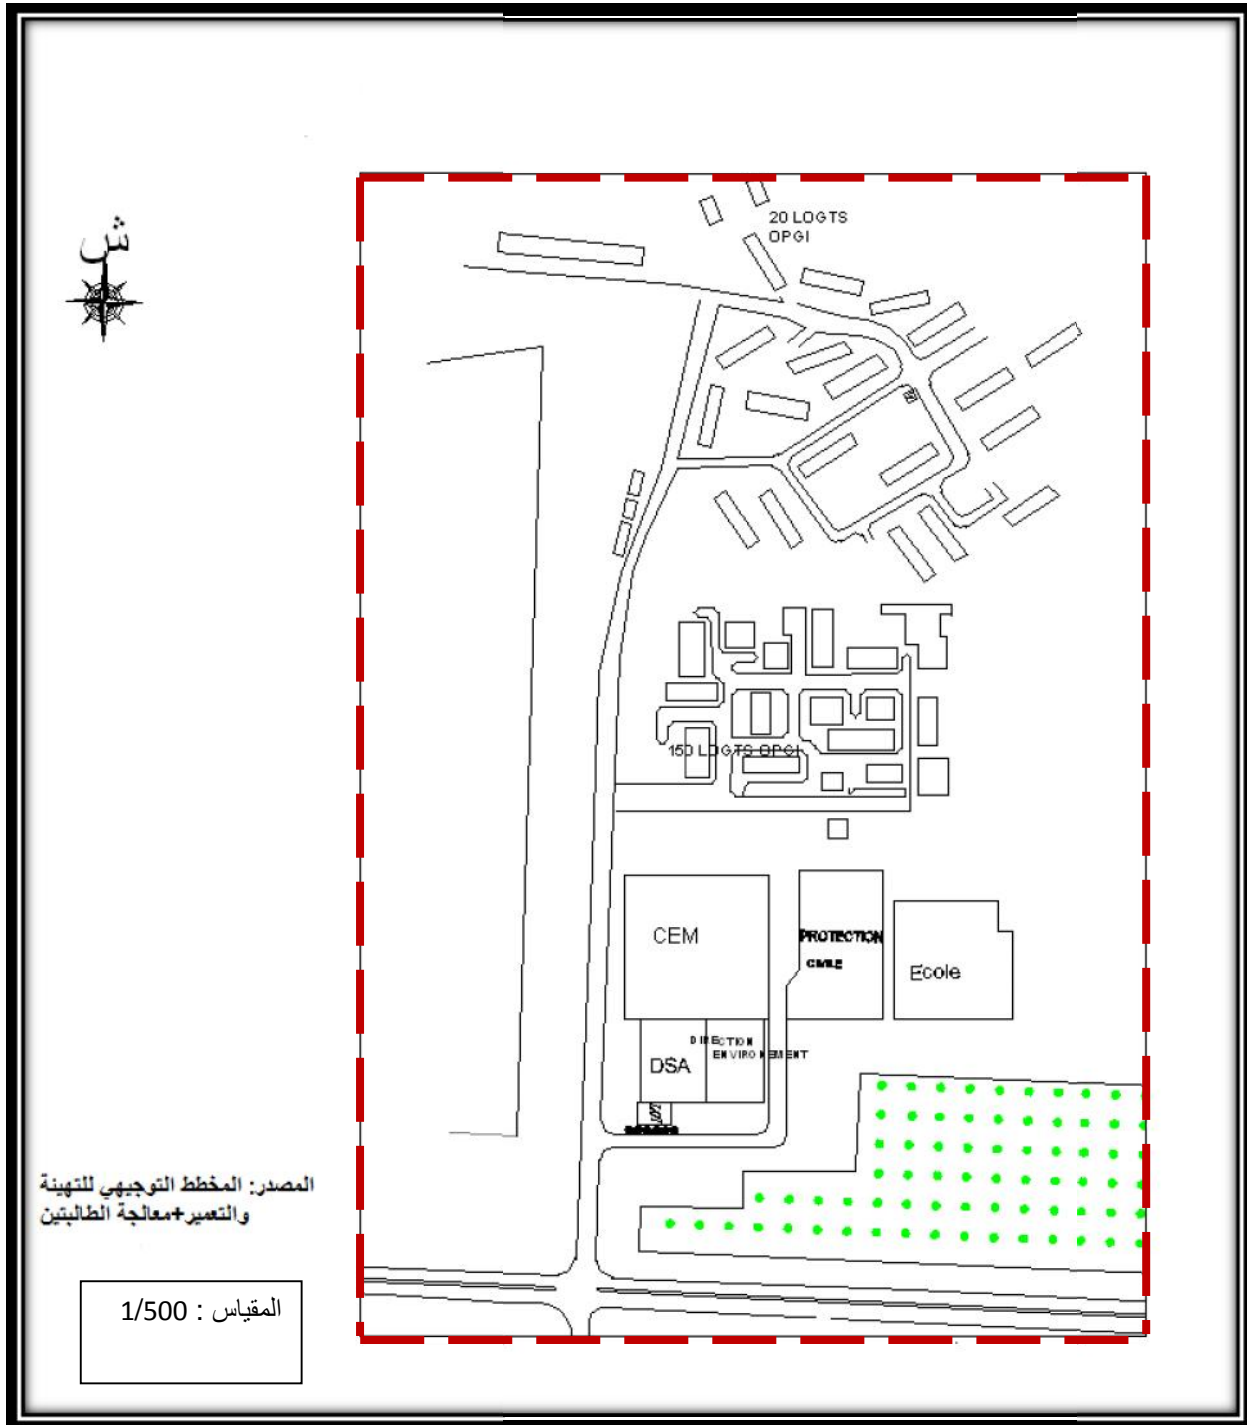 20 LOGTS
OPGI
ش
150 LOGTS OPGI
CEM
PROTECTION
CIVILE
Ecole
DIRECTION
ENVIRONEMENT
DSA
المصدر: المخطط التوجيهي للتهيئة
والتعمير+معالجة الطالبتين
المقياس : 1/500